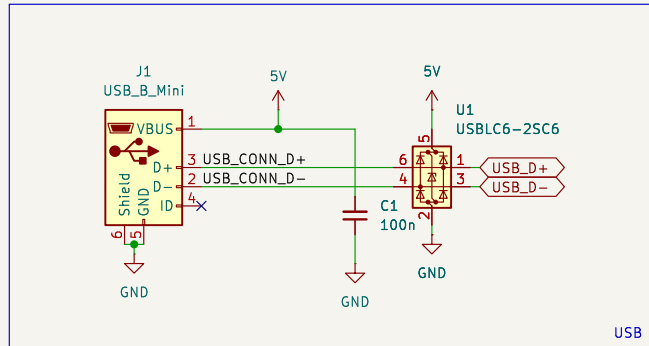 J1
USB_B_Mini
5V
5V
U1
USBLC6-2SC6
VBUS
1
D+
3
USB_CONN_D+
6
5
1
USB_D+
D-
2
USB_CONN_D-
4
3
USB_D-
ID
4
Shield
GND
6
5
C1
100n
2
GND
GND
GND
USB